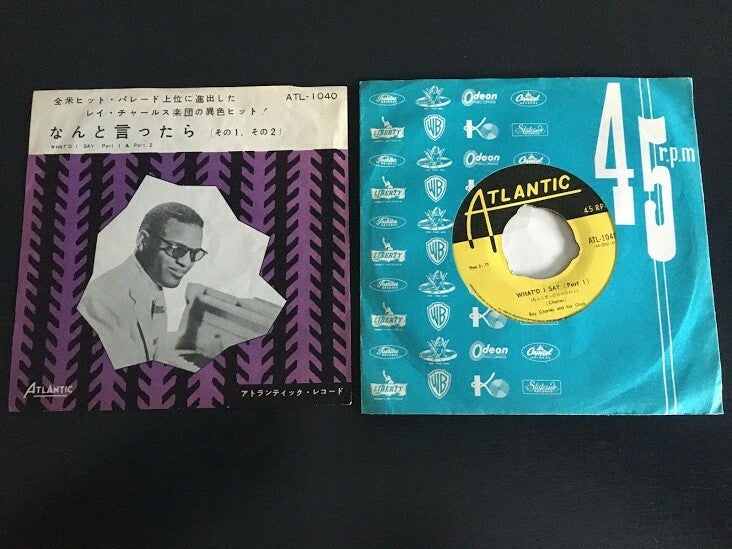 全米ヒット・パレード上位に進出した
ATL-1040
レイ・チャールス楽団の異色ヒット!
なんと言ったら (その1、その2)
WHAT'D I SAY - Part 1 & Part 2
ATLANTIC
アトランティック・レコード
45 r.p.m
Toshiba
WB
Odeon
Capitol
LIBERTY
K
Stylesse
ATLANTIC
45 RP
ATL-1040
WHAT'D I SAY (Part 1)
(Charles)
Ray Charles and his Orch.